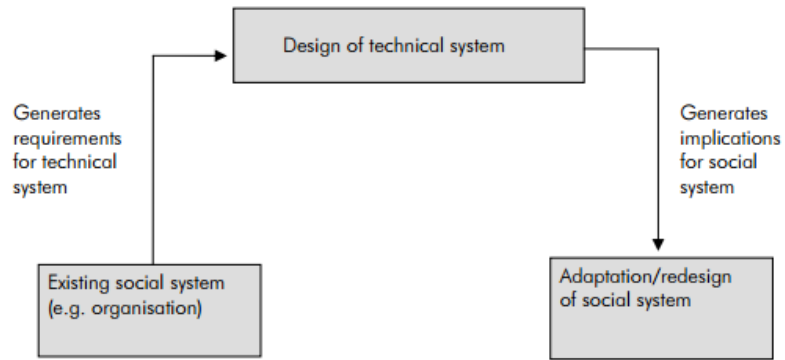 Design of technical system
Generates
requirements
for technical
system
Generates
implications
for social
system
Existing social system
(e.g. organisation)
Adaptation/redesign
of social system